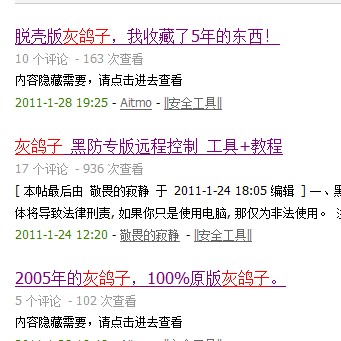 脱壳版灰鸽子，我收藏了5年的东西！
10 个评论 - 163 次查看
内容隐藏需要，请点击进去查看
2011-1-28 19:25 - Aitmo - ‖安全工具‖
灰鸽子 黑防专版远程控制 工具+教程
17 个评论 - 936 次查看
[ 本帖最后由 敬畏的寂静 于 2011-1-24 18:05 编辑 ] 一、
体将导致法律刑责, 如果你只是使用电脑, 那仅为非法使用。
2011-1-24 12:20 - 敬畏的寂静 - ‖安全工具‖
2005年的灰鸽子，100%原版灰鸽子。
5 个评论 - 102 次查看
内容隐藏需要，请点击进去查看